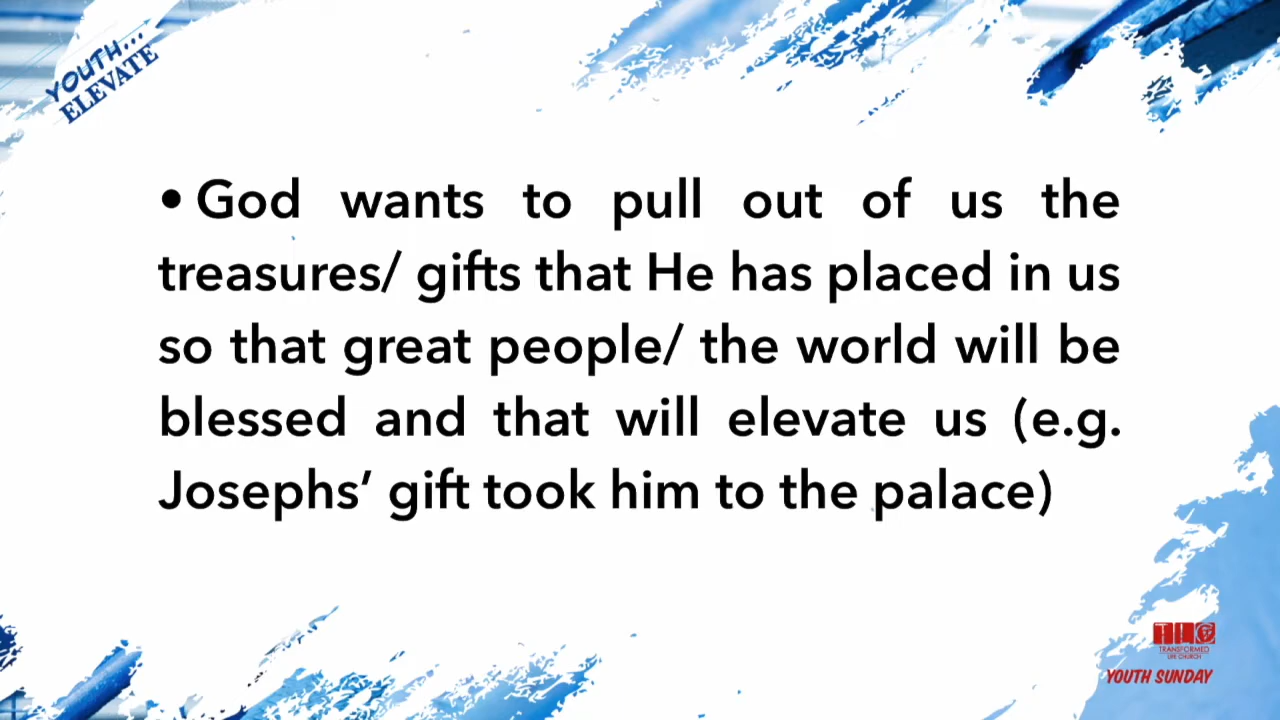 YOUTH...
ELEVATE
• God wants to pull out of us the
treasures/ gifts that He has placed in us
so that great people/ the world will be
blessed and that will elevate us (e.g.
Josephs’ gift took him to the palace)
TLC
TRANSFORMED
LIFE CHURCH
YOUTH SUNDAY